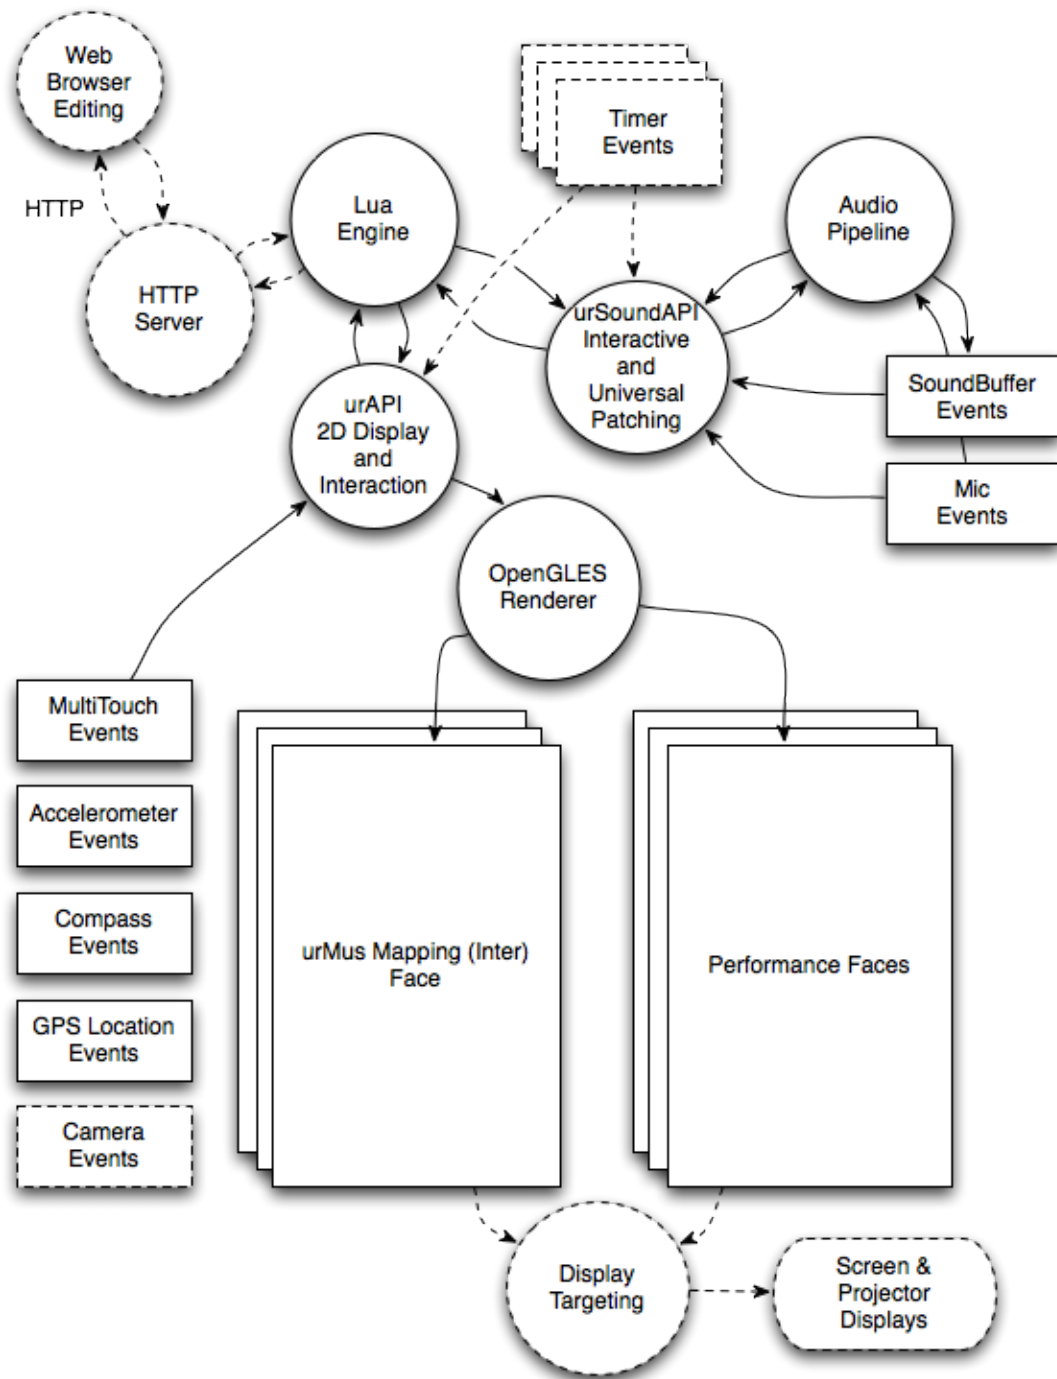 Web
Browser
Editing
Timer
Events
HTTP
Lua
Engine
Audio
Pipeline
HTTP
Server
urSoundAPI
Interactive
and
Universal
Patching
SoundBuffer
Events
urAPI
2D Display
and
Interaction
Mic
Events
OpenGLES
Renderer
MultiTouch
Events
Accelerometer
Events
Compass
Events
urMus Mapping (Inter)
Face
Performance Faces
GPS Location
Events
Camera
Events
Display
Targeting
Screen &
Projector
Displays